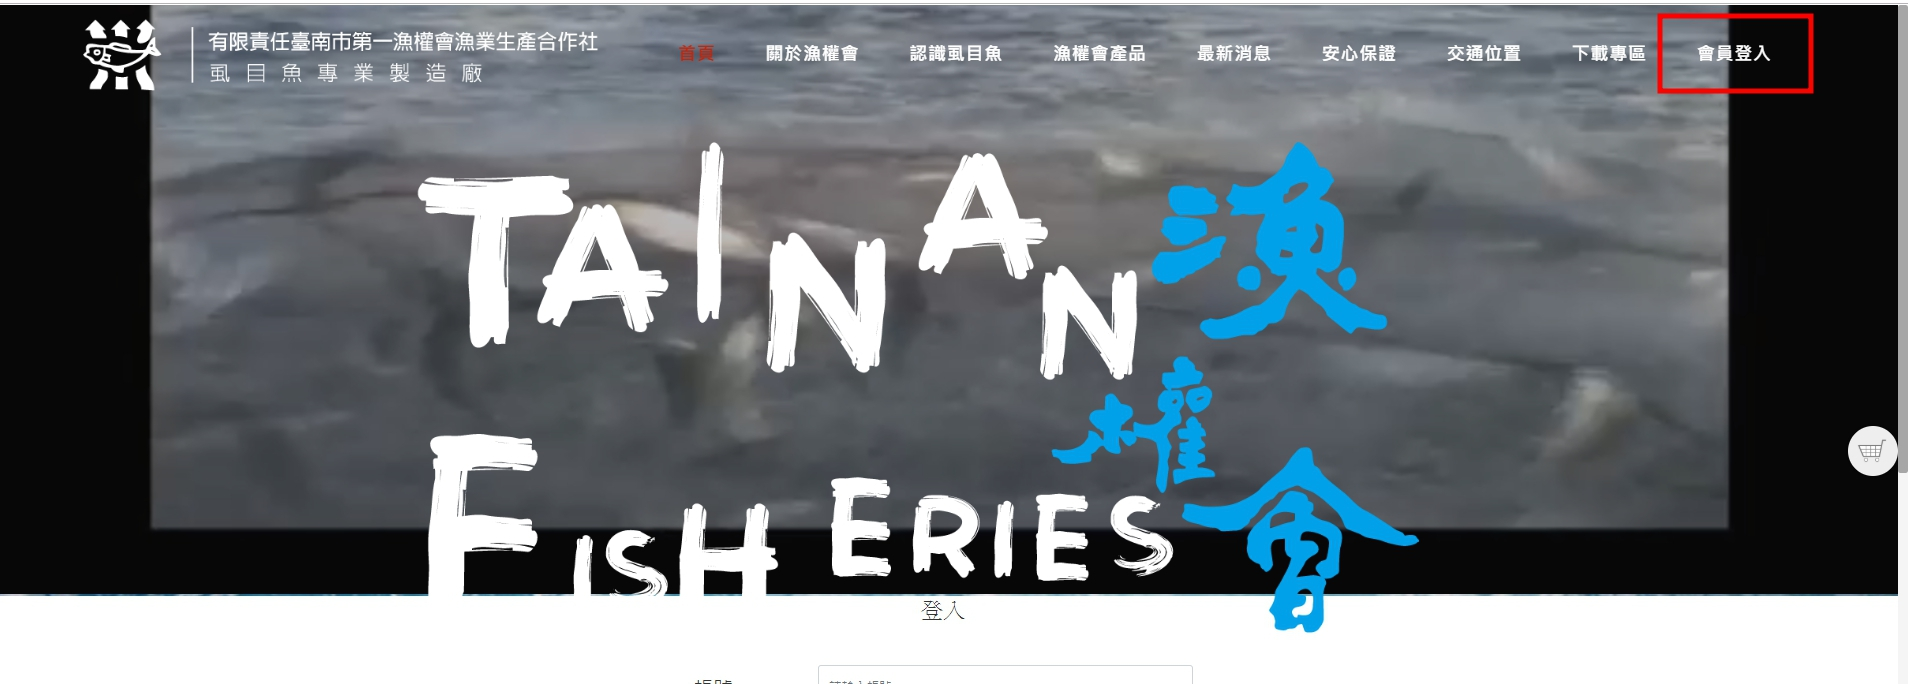 有限責任臺南市第一漁權會漁業生產合作社
虱目魚專業製造廠
首頁 關於漁權會 認識虱目魚 漁權會產品 最新消息 安心保證 交通位置 下載專區 會員登入
TAINAN
漁權會
FISHERIES
登入